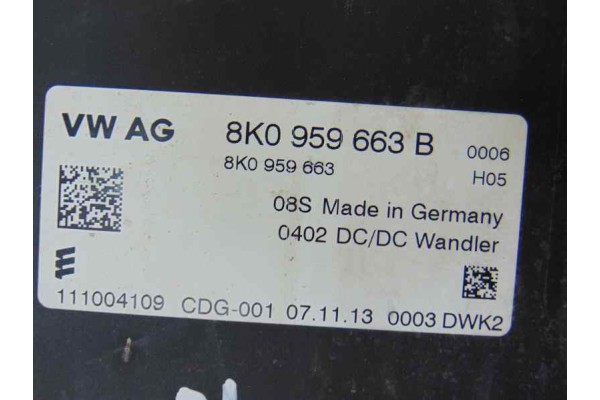 VW AG 8K0 959 663 B 0006
8K0 959 663 H05
08S Made in Germany
0402 DC/DC Wandler
111004109 CDG-001 07.11.13 0003 DWK2